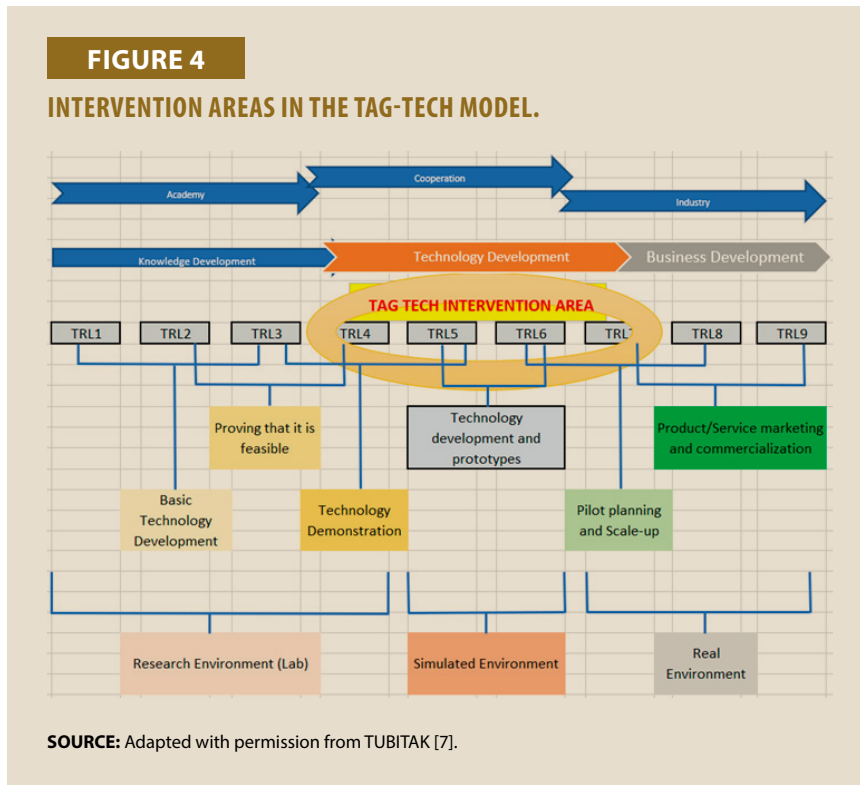 FIGURE 4
INTERVENTION AREAS IN THE TAG-TECH MODEL.
Cooperation
Academy
Industry
Knowledge Development
Technology Development
Business Development
TAG TECH INTERVENTION AREA
TRL1
TRL2
TRL3
TRL4
TRL5
TRL6
TRL7
TRL8
TRL9
Proving that it is
feasible
Technology
development and
prototypes
Product/Service marketing
and commercialization
Basic
Technology
Development
Technology
Demonstration
Pilot planning
and Scale-up
Research Environment (Lab)
Simulated Environment
Real
Environment
SOURCE: Adapted with permission from TUBITAK [7].